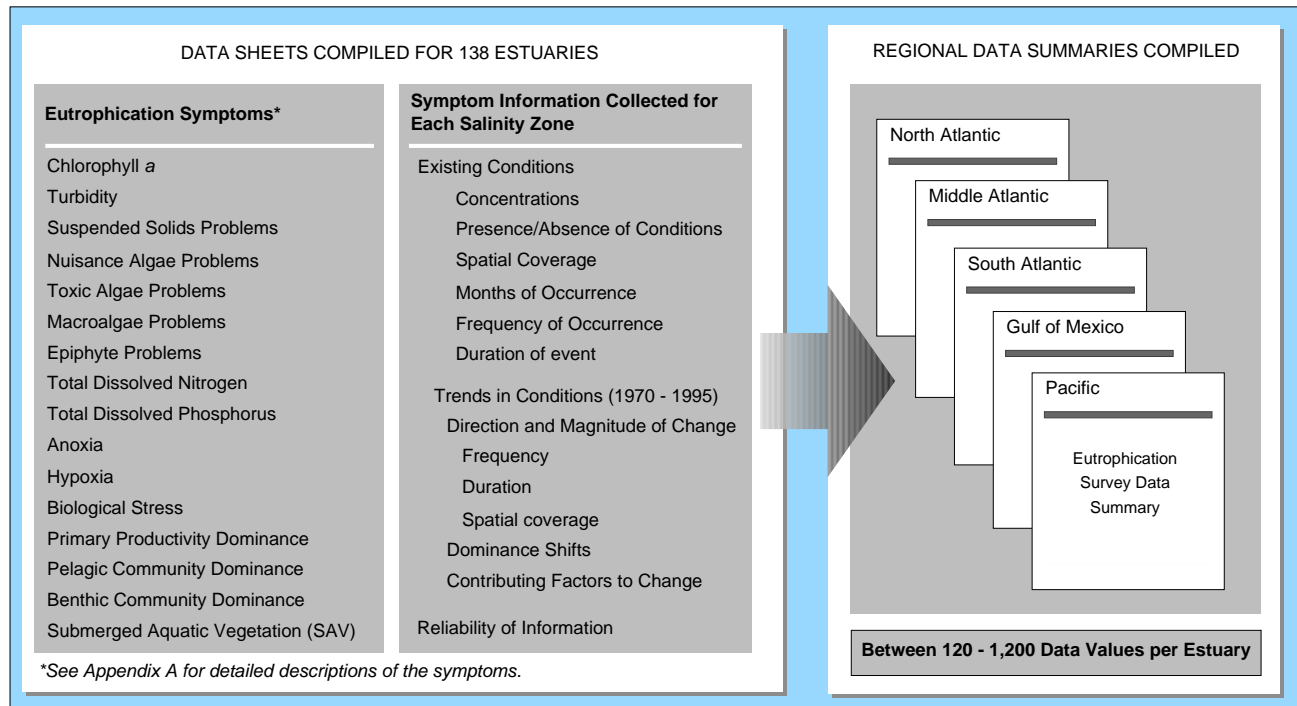 DATA SHEETS COMPILED FOR 138 ESTUARIES
Eutrophication Symptoms*
Chlorophyll a
Turbidity
Suspended Solids Problems
Nuisance Algae Problems
Toxic Algae Problems
Macroalgae Problems
Epiphyte Problems
Total Dissolved Nitrogen
Total Dissolved Phosphorus
Anoxia
Hypoxia
Biological Stress
Primary Productivity Dominance
Pelagic Community Dominance
Benthic Community Dominance
Submerged Aquatic Vegetation (SAV)
Symptom Information Collected for
Each Salinity Zone
Existing Conditions
Concentrations
Presence/Absence of Conditions
Spatial Coverage
Months of Occurrence
Frequency of Occurrence
Duration of event
Trends in Conditions (1970 - 1995)
Direction and Magnitude of Change
Frequency
Duration
Spatial coverage
Dominance Shifts
Contributing Factors to Change
Reliability of Information
*See Appendix A for detailed descriptions of the symptoms.
REGIONAL DATA SUMMARIES COMPILED
North Atlantic
Middle Atlantic
South Atlantic
Gulf of Mexico
Pacific
Eutrophication
Survey Data
Summary
Between 120 - 1,200 Data Values per Estuary